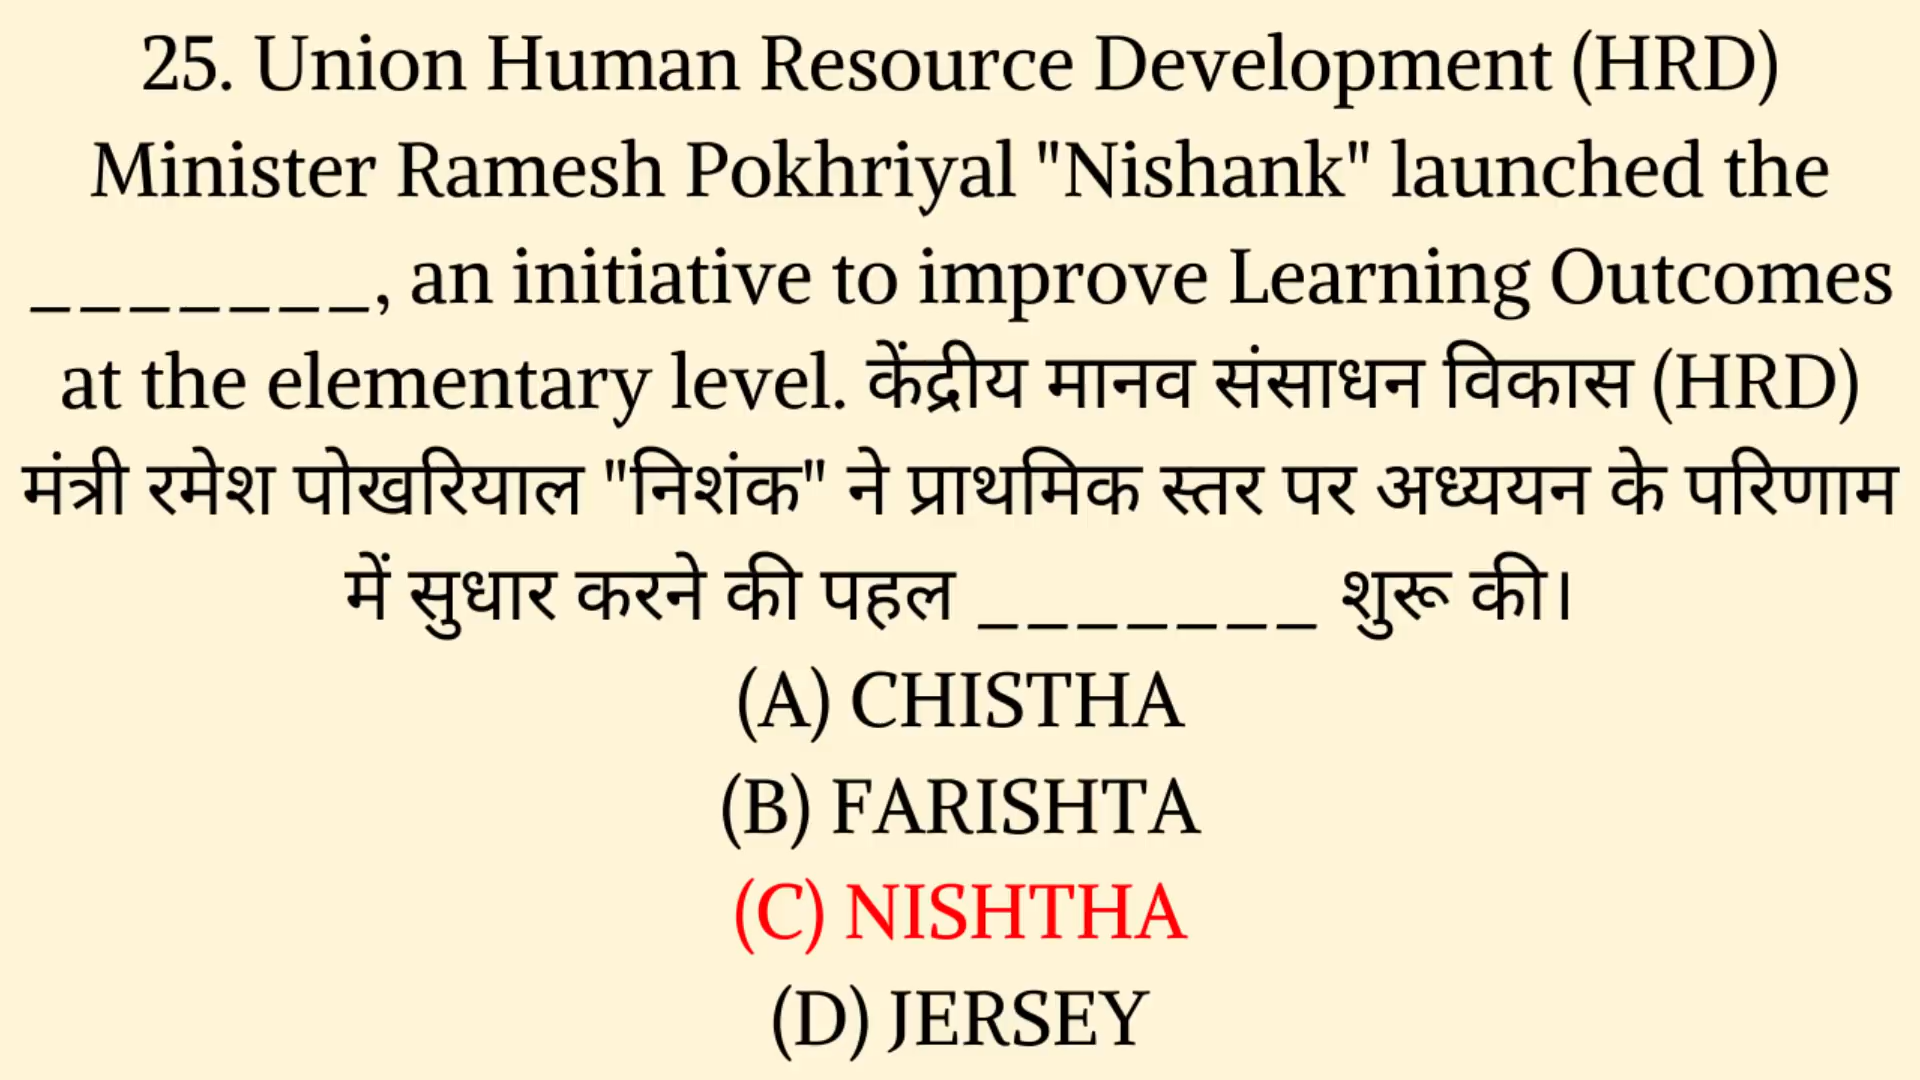 25. Union Human Resource Development (HRD)
Minister Ramesh Pokhriyal "Nishank" launched the
_______, an initiative to improve Learning Outcomes
at the elementary level. केंद्रीय मानव संसाधन विकास (HRD)
मंत्री रमेश पोखरियाल "निशंक" ने प्राथमिक स्तर पर अध्ययन के परिणाम
में सुधार करने की पहल _______ शुरू की।
(A) CHISTHA
(B) FARISHTA
(C) NISHTHA
(D) JERSEY